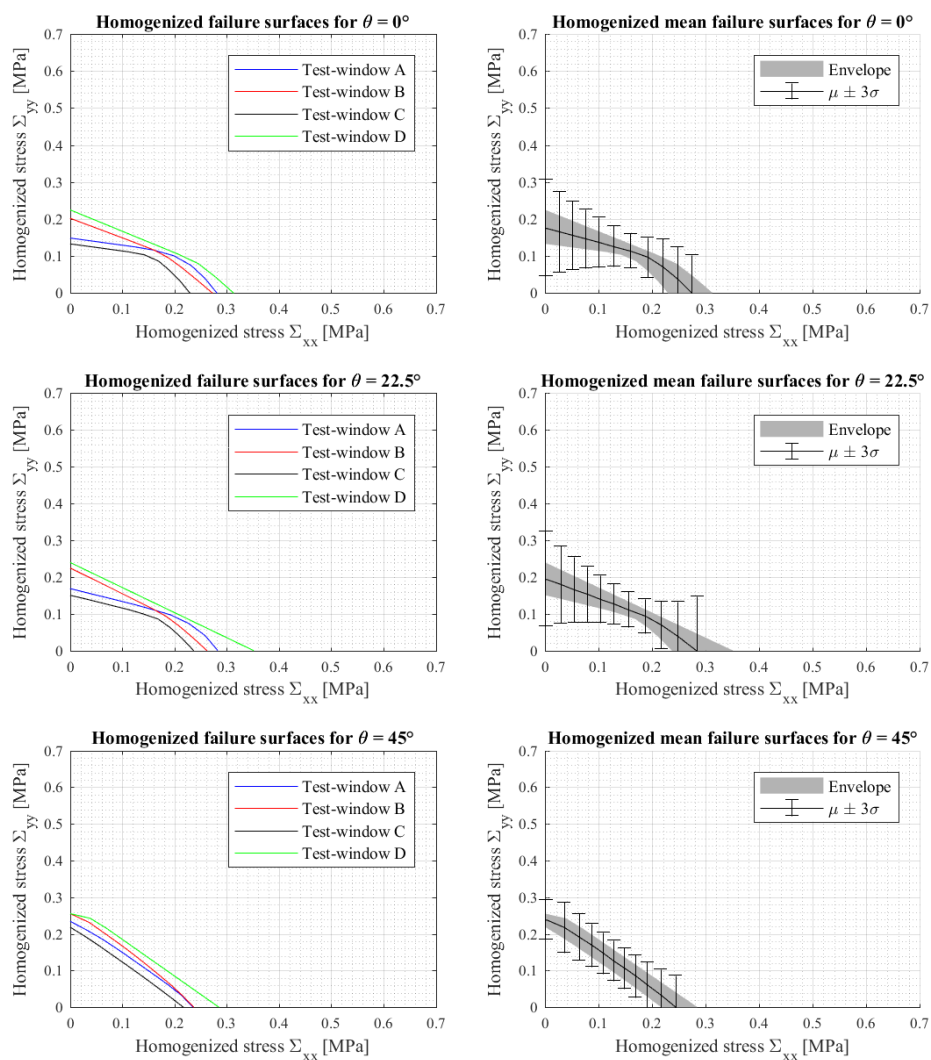 Homogenized failure surfaces for θ = 0°
Homogenized stress Σyy [MPa]
0.7
0.6
0.5
0.4
0.3
0.2
0.1
0
Test-window A
Test-window B
Test-window C
Test-window D
0 0.1 0.2 0.3 0.4 0.5 0.6 0.7
Homogenized stress Σxx [MPa]
Homogenized mean failure surfaces for θ = 0°
Homogenized stress Σyy [MPa]
0.7
0.6
0.5
0.4
0.3
0.2
0.1
0
Envelope
μ ± 3σ
0 0.1 0.2 0.3 0.4 0.5 0.6 0.7
Homogenized stress Σxx [MPa]
Homogenized failure surfaces for θ = 22.5°
Homogenized stress Σyy [MPa]
0.7
0.6
0.5
0.4
0.3
0.2
0.1
0
Test-window A
Test-window B
Test-window C
Test-window D
0 0.1 0.2 0.3 0.4 0.5 0.6 0.7
Homogenized stress Σxx [MPa]
Homogenized mean failure surfaces for θ = 22.5°
Homogenized stress Σyy [MPa]
0.7
0.6
0.5
0.4
0.3
0.2
0.1
0
Envelope
μ ± 3σ
0 0.1 0.2 0.3 0.4 0.5 0.6 0.7
Homogenized stress Σxx [MPa]
Homogenized failure surfaces for θ = 45°
Homogenized stress Σyy [MPa]
0.7
0.6
0.5
0.4
0.3
0.2
0.1
0
Test-window A
Test-window B
Test-window C
Test-window D
0 0.1 0.2 0.3 0.4 0.5 0.6 0.7
Homogenized stress Σxx [MPa]
Homogenized mean failure surfaces for θ = 45°
Homogenized stress Σyy [MPa]
0.7
0.6
0.5
0.4
0.3
0.2
0.1
0
Envelope
μ ± 3σ
0 0.1 0.2 0.3 0.4 0.5 0.6 0.7
Homogenized stress Σxx [MPa]